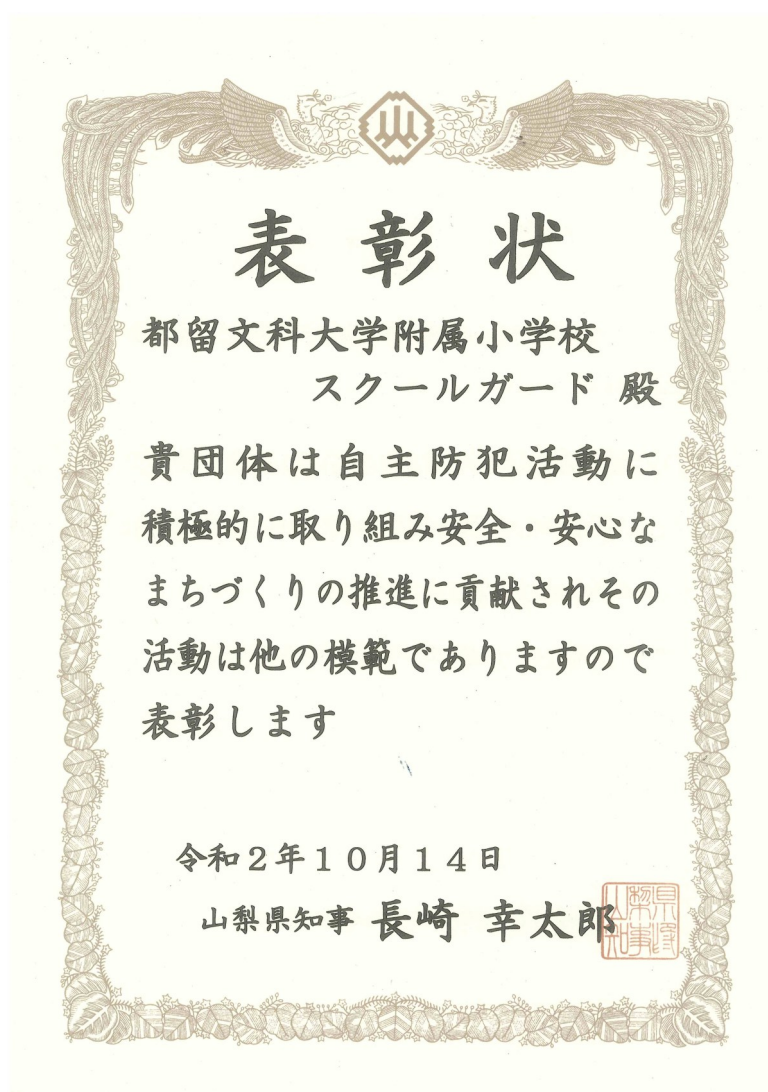 表彰状
都留文科大学附属小学校
スクールガード 殿
貴団体は自主防犯活動に
積極的に取り組み安全・安心な
まちづくりの推進に貢献されその
活動は他の模範でありますので
表彰します
令和2年10月14日
山梨県知事 長崎 幸太郎